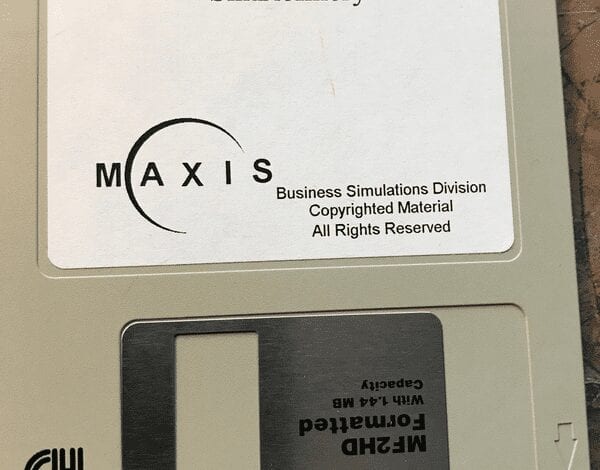 MAXIS
Business Simulations Division
Copyrighted Material
All Rights Reserved
MF2HD
Formatted
With 1.44 MB
Capacity